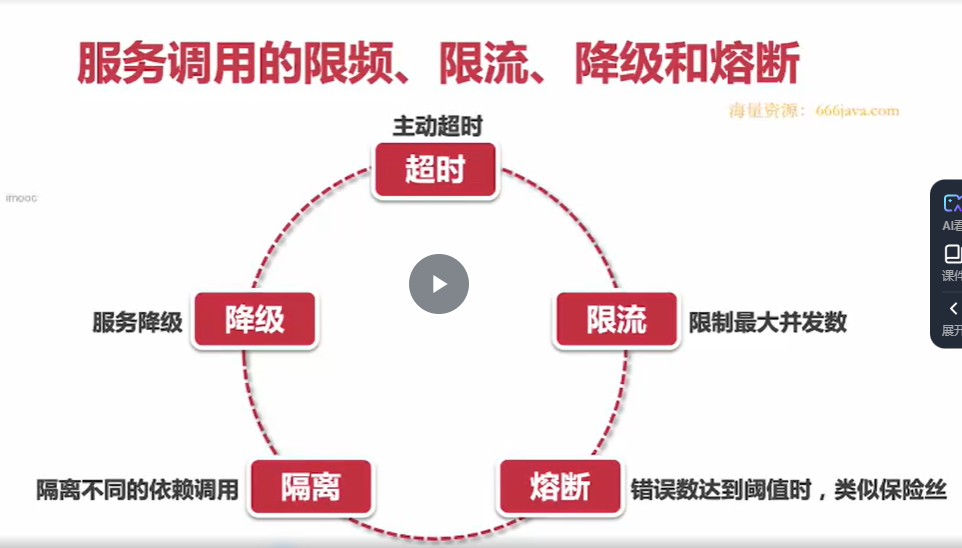 服务调用的限频、限流、降级和熔断
海量资源：666java.com
主动超时
超时
imooc
服务降级
降级
限流
限制最大并发数
隔离不同的依赖调用
隔离
熔断
错误数达到阈值时，类似保险丝
AI看
课件
展开